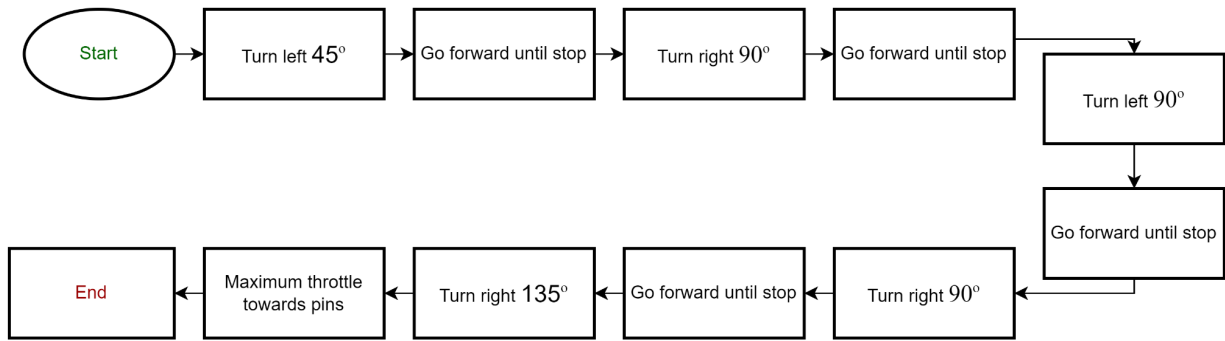 Start
Turn left 45°
Go forward until stop
Turn right 90°
Go forward until stop
Turn left 90°
Go forward until stop
Turn right 90°
Go forward until stop
Turn right 135°
Maximum throttle
towards pins
End